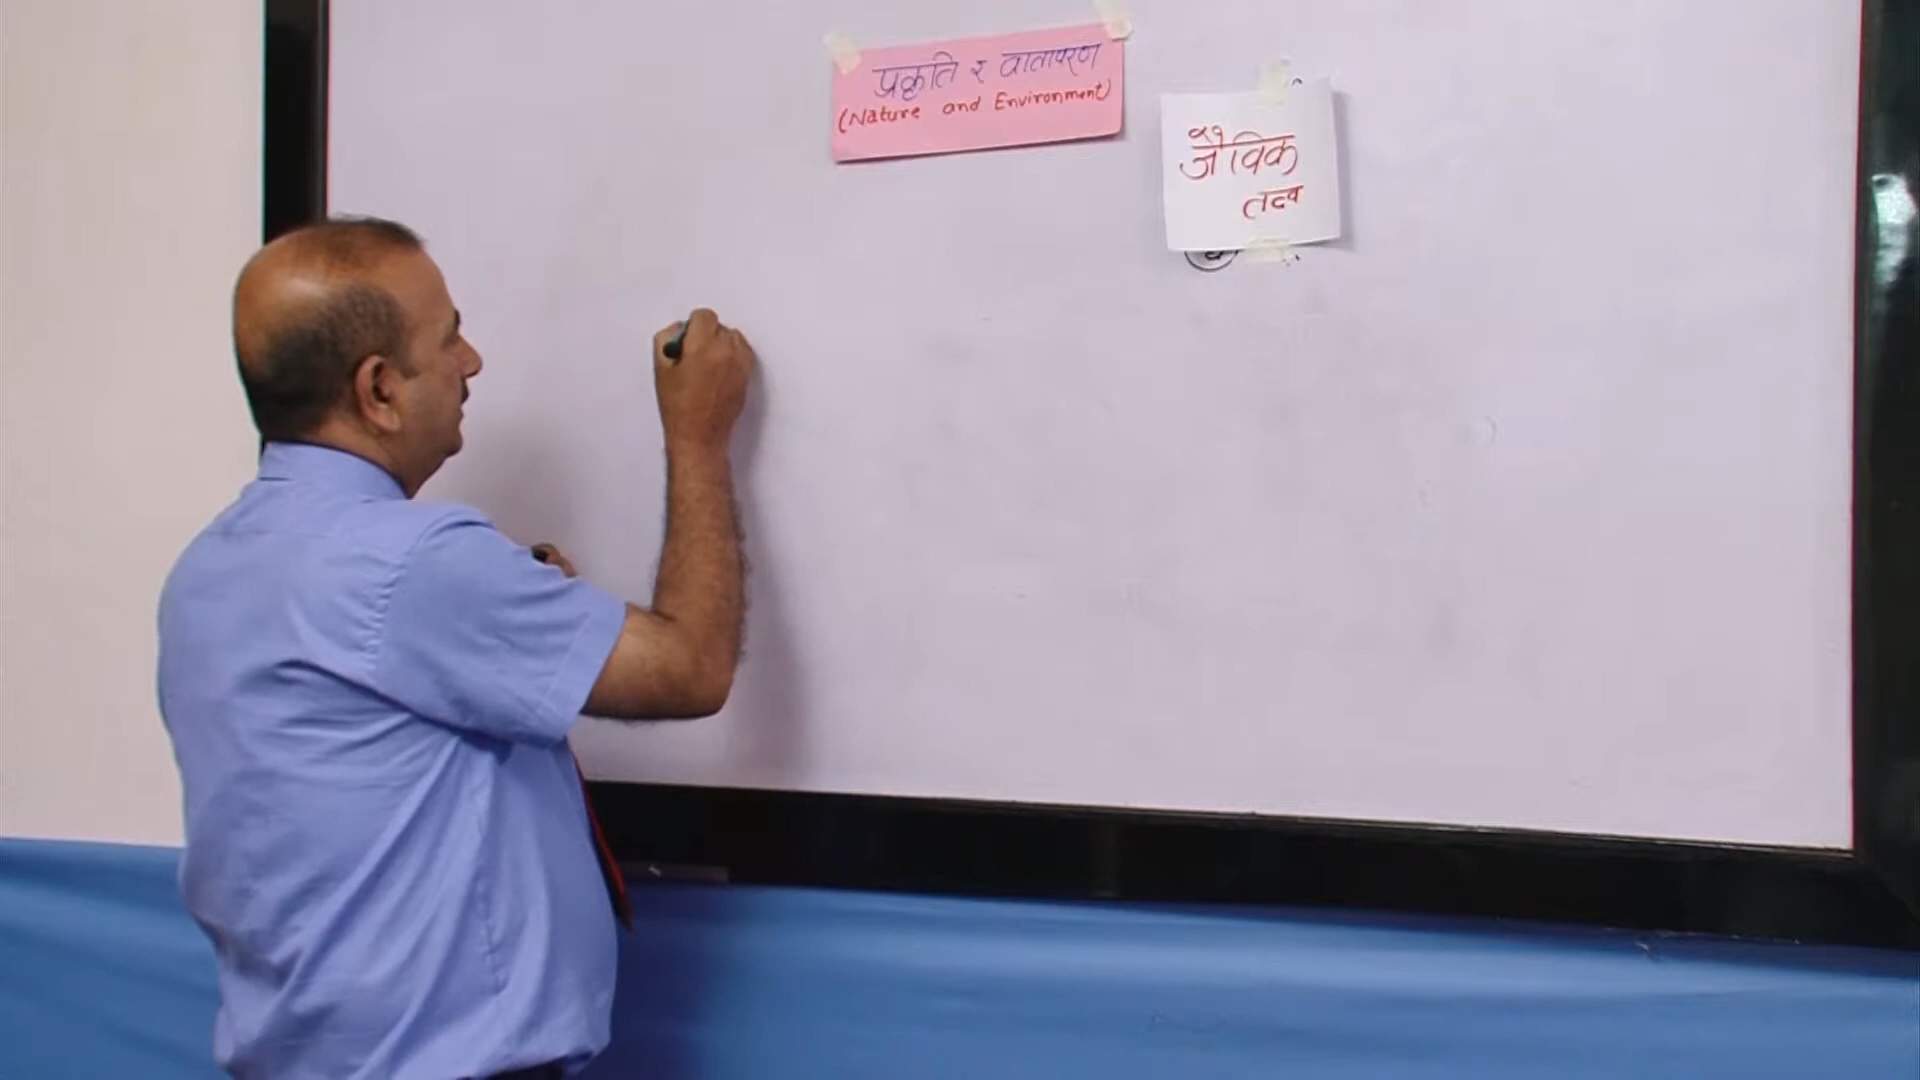 प्रकृति र वातावरण
(Nature and Environment)
जैविक
तत्व